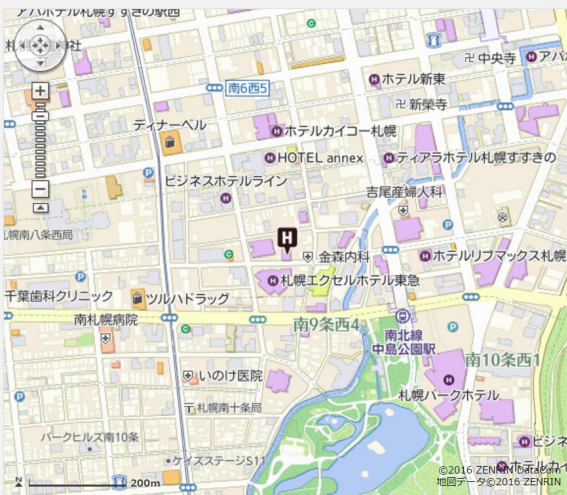 アパホテル札幌すすきの駅西
中央寺
ホテル新東
南6西5
新栄寺
ディナーベル
ホテルカイコー札幌
HOTEL annex
ティアラホテル札幌すすきの
ビジネスホテルライン
吉尾産婦人科
札幌南八条西局
H
金森内科
ホテルリブマックス札幌
札幌エクセルホテル東急
千葉歯科クリニック
ツルハドラッグ
南札幌病院
南9条西4
南北線
中島公園駅
南10条西1
いのけ医院
札幌パークホテル
札幌南十条局
パークヒルズ南10条
ケイズステージS11
ビジネ
ホテルカイ
N
200m
©2016 ZENRIN DataCom
地図データ©2016 ZENRIN